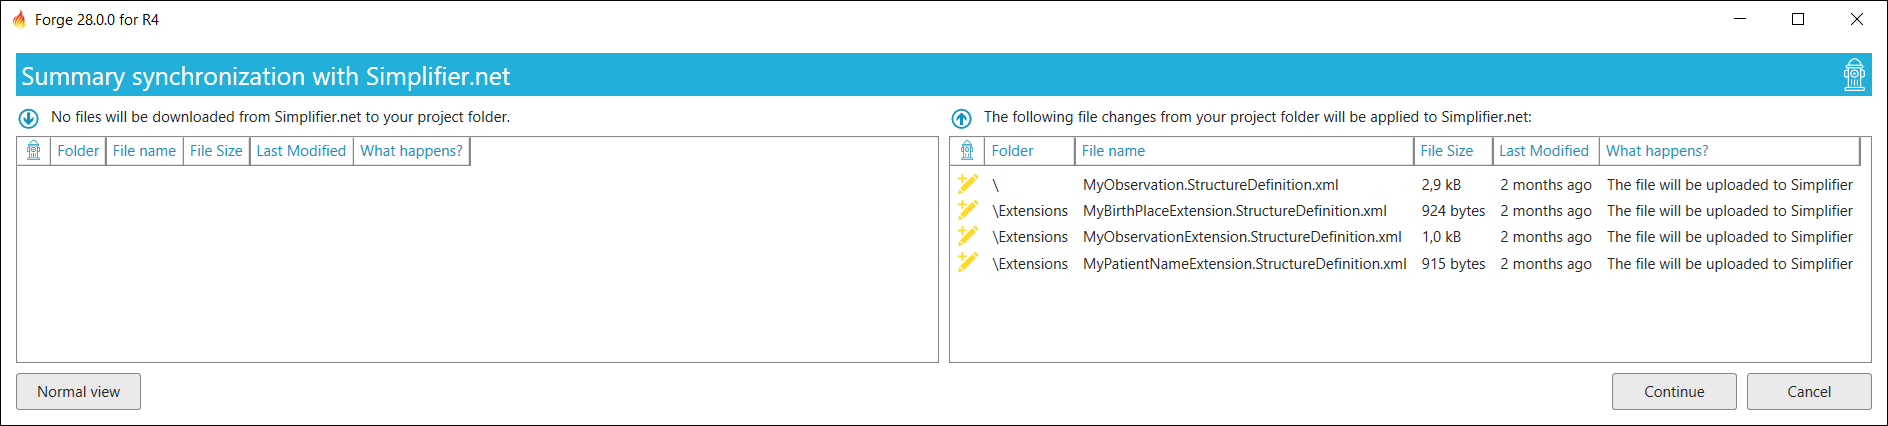 Forge 28.0.0 for R4
Summary synchronization with Simplifier.net
No files will be downloaded from Simplifier.net to your project folder.
Folder File name File Size Last Modified What happens?
The following file changes from your project folder will be applied to Simplifier.net:
Folder File name File Size Last Modified What happens?
\ MyObservation.StructureDefinition.xml 2,9 kB 2 months ago The file will be uploaded to Simplifier
\Extensions MyBirthPlaceExtension.StructureDefinition.xml 924 bytes 2 months ago The file will be uploaded to Simplifier
\Extensions MyObservationExtension.StructureDefinition.xml 1,0 kB 2 months ago The file will be uploaded to Simplifier
\Extensions MyPatientNameExtension.StructureDefinition.xml 915 bytes 2 months ago The file will be uploaded to Simplifier
Normal view Continue Cancel